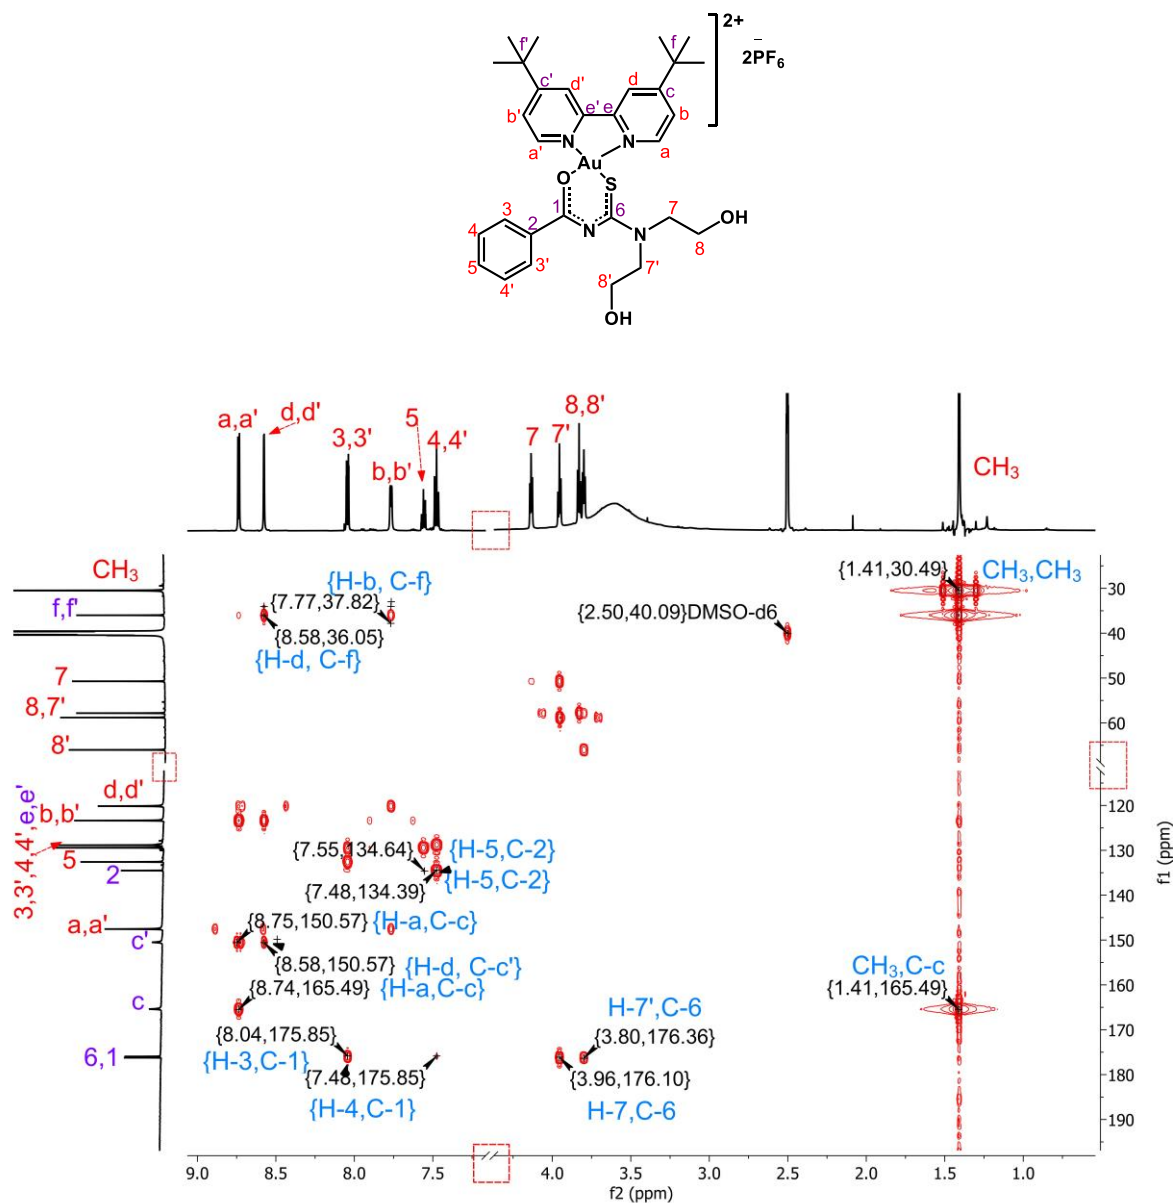 2+
2PF6
–
f'
f
c'
d'
d
c
b'
e'
e
b
N
N
a'
a
Au
O
S
1
6
7
OH
3
2
N
N
8
4
5
3'
7'
4'
8'
OH
a,a'
d,d'
3,3'
b,b'
5
4,4'
7
7'
8,8'
CH3
CH3
f,f'
7
8,7'
8'
d,d'
b,b'
3,3',4,4',e,e'
5
2
a,a'
c'
c
6,1
{H-b, C-f}
{7.77,37.82}
{8.58,36.05}
{H-d, C-f}
{2.50,40.09}DMSO-d6
{1.41,30.49}
CH3,CH3
{7.55,134.64}
{H-5,C-2}
{7.48,134.39}
{H-5,C-2}
{8.75,150.57}
{H-a,C-c}
{8.58,150.57}
{H-d, C-c'}
{8.74,165.49}
{H-a,C-c}
CH3,C-c
{1.41,165.49}
{8.04,175.85}
{H-3,C-1}
{7.48,175.85}
{H-4,C-1}
H-7',C-6
{3.80,176.36}
{3.96,176.10}
H-7,C-6
30
40
50
60
120
130
140
150
160
170
180
190
f1 (ppm)
9.0
8.5
8.0
7.5
4.0
3.5
3.0
2.5
2.0
1.5
1.0
f2 (ppm)